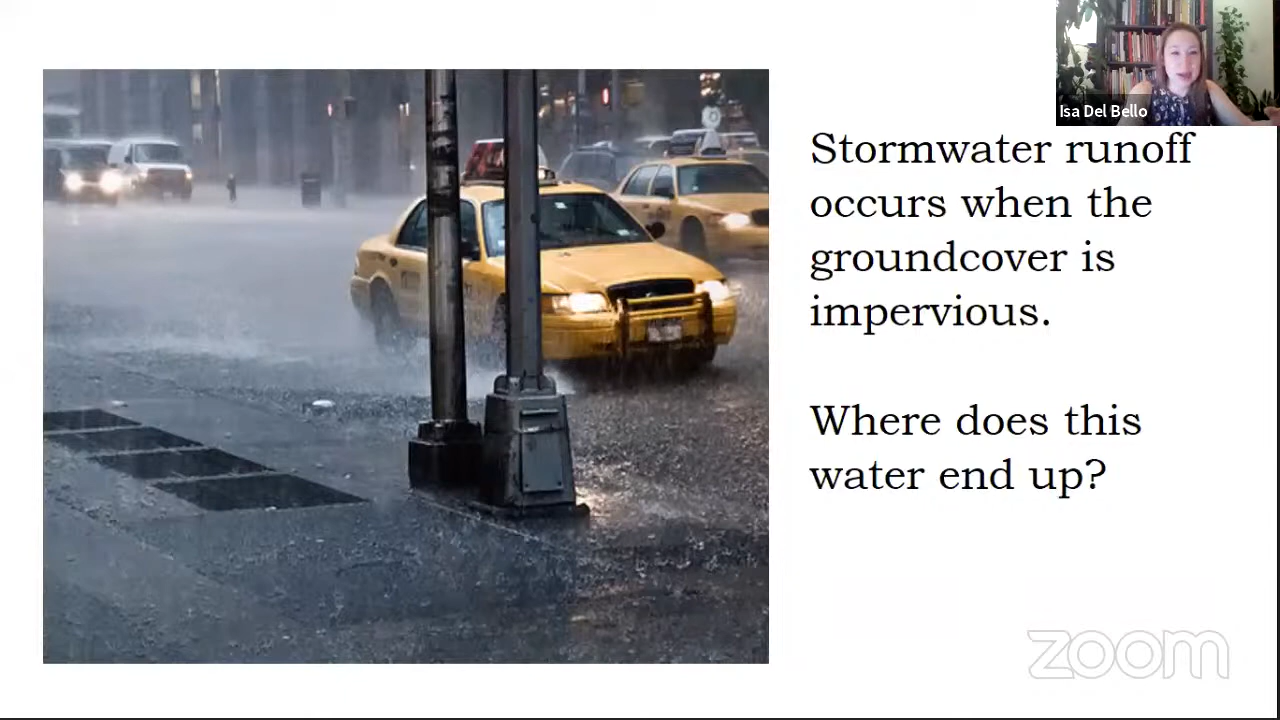 Isa Del Bello
Stormwater runoff
occurs when the
groundcover is
impervious.
Where does this
water end up?
zoom